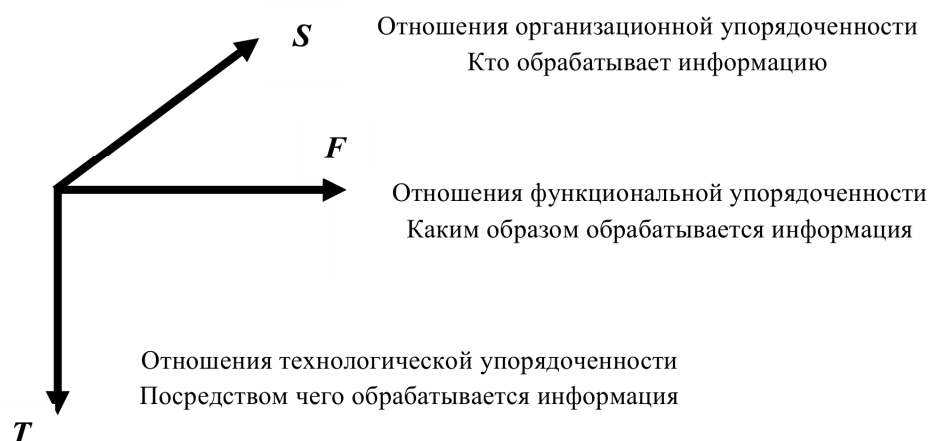 S
Отношения организационной упорядоченности
Кто обрабатывает информацию
F
Отношения функциональной упорядоченности
Каким образом обрабатывается информация
Отношения технологической упорядоченности
Посредством чего обрабатывается информация
T